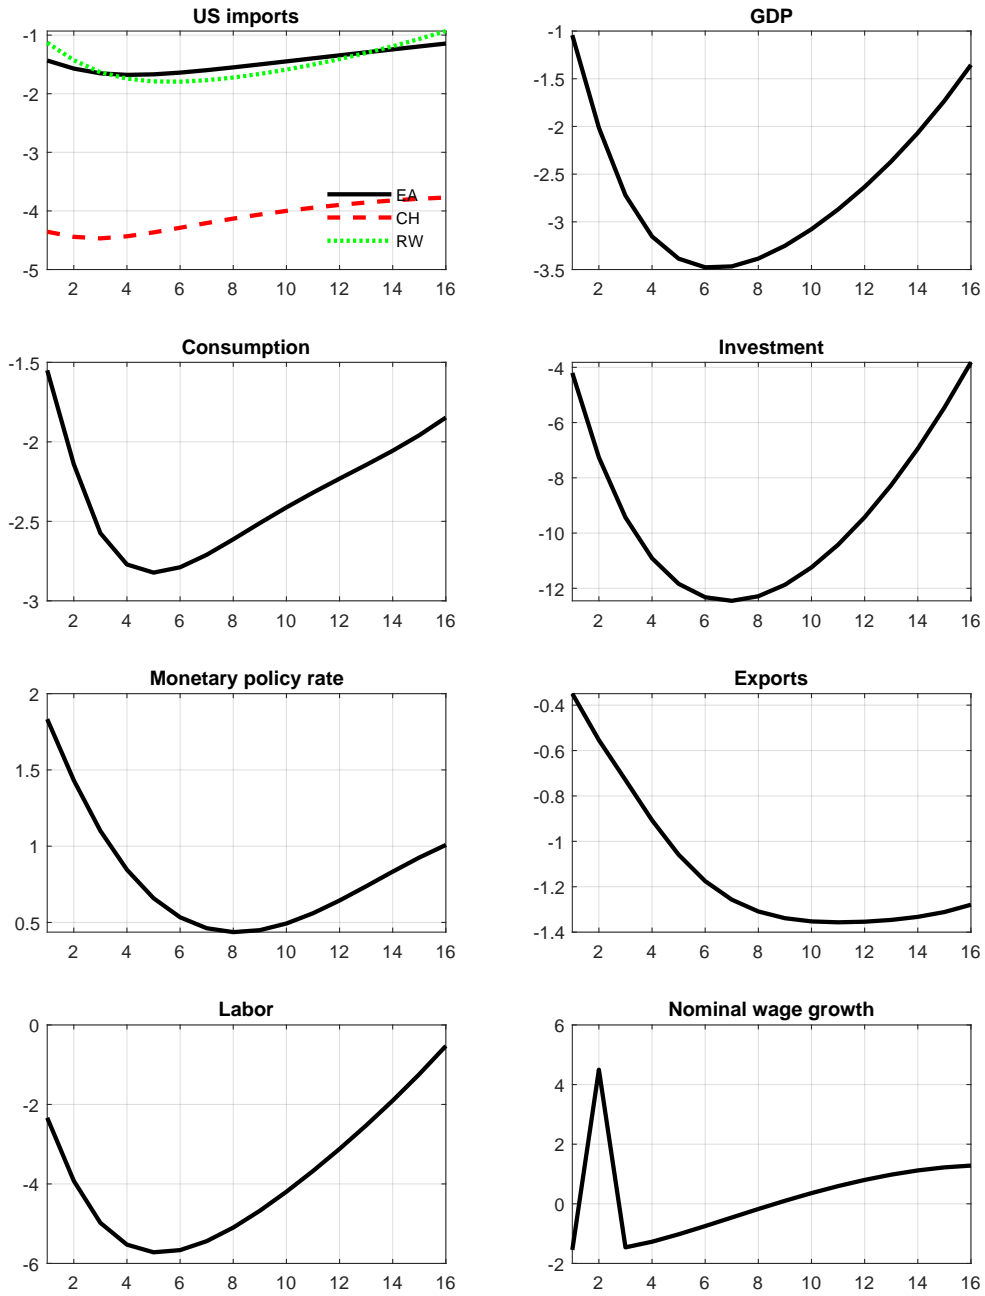 US imports
-1
-2
-3
-4
-5
EA
CH
RW
2 4 6 8 10 12 14 16
GDP
-1
-1.5
-2
-2.5
-3
-3.5
2 4 6 8 10 12 14 16
Consumption
-1.5
-2
-2.5
-3
2 4 6 8 10 12 14 16
Investment
-4
-6
-8
-10
-12
2 4 6 8 10 12 14 16
Monetary policy rate
2
1.5
1
0.5
2 4 6 8 10 12 14 16
Exports
-0.4
-0.6
-0.8
-1
-1.2
-1.4
2 4 6 8 10 12 14 16
Labor
0
-2
-4
-6
2 4 6 8 10 12 14 16
Nominal wage growth
6
4
2
0
-2
2 4 6 8 10 12 14 16